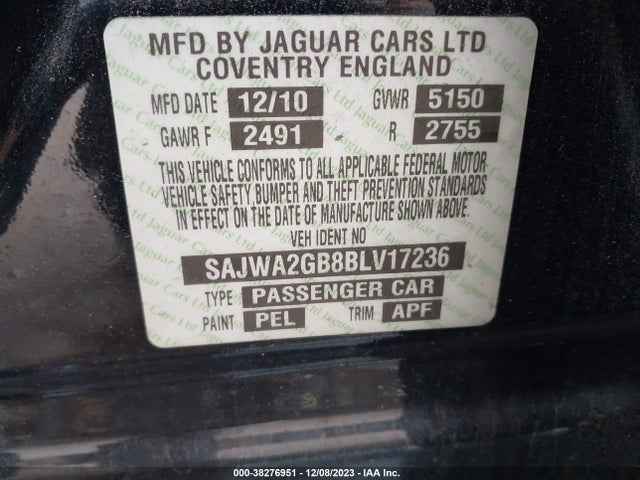 MFD BY JAGUAR CARS LTD
COVENTRY ENGLAND
MFD DATE 12/10 GVWR 5150
GAWR F 2491 R 2755
THIS VEHICLE CONFORMS TO ALL APPLICABLE FEDERAL MOTOR
VEHICLE SAFETY,BUMPER AND THEFT PREVENTION STANDARDS
IN EFFECT ON THE DATE OF MANUFACTURE SHOWN ABOVE.
VEH IDENT NO
SAJWA2GB8BLV17236
TYPE PASSENGER CAR
PAINT PEL TRIM APF
000-38276951 - 12/08/2023 - IAA Inc.